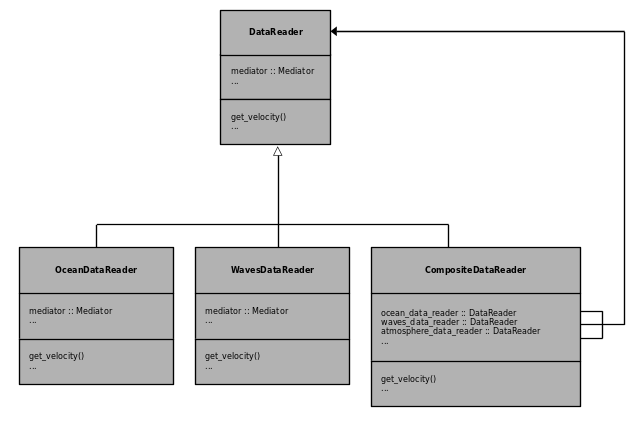 DataReader
mediator :: Mediator
...
get_velocity()
...
OceanDataReader
mediator :: Mediator
...
get_velocity()
...
WavesDataReader
mediator :: Mediator
...
get_velocity()
...
CompositeDataReader
ocean_data_reader :: DataReader
waves_data_reader :: DataReader
atmosphere_data_reader :: DataReader
...
get_velocity()
...